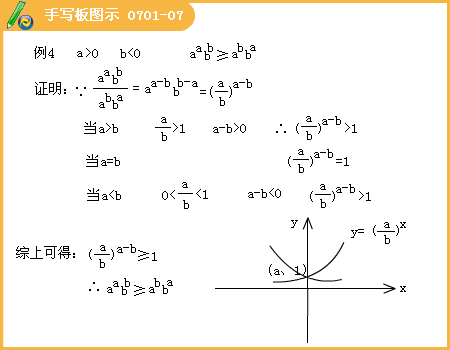 手写板图示 0701-07
例4 a>0 b<0 a^a b^b ≥ a^b b^a
证明：∵ a^a b^b / a^b b^a = a^(a-b) b^(b-a) = (a/b)^(a-b)
当a>b a/b >1 a-b>0 ∴ (a/b)^(a-b) >1
当a=b (a/b)^(a-b) =1
当a<b 0< a/b <1 a-b<0 (a/b)^(a-b) >1
综上可得：(a/b)^(a-b) ≥1
∴ a^a b^b ≥ a^b b^a
y
y= (a/b)^x
(a、1)
x